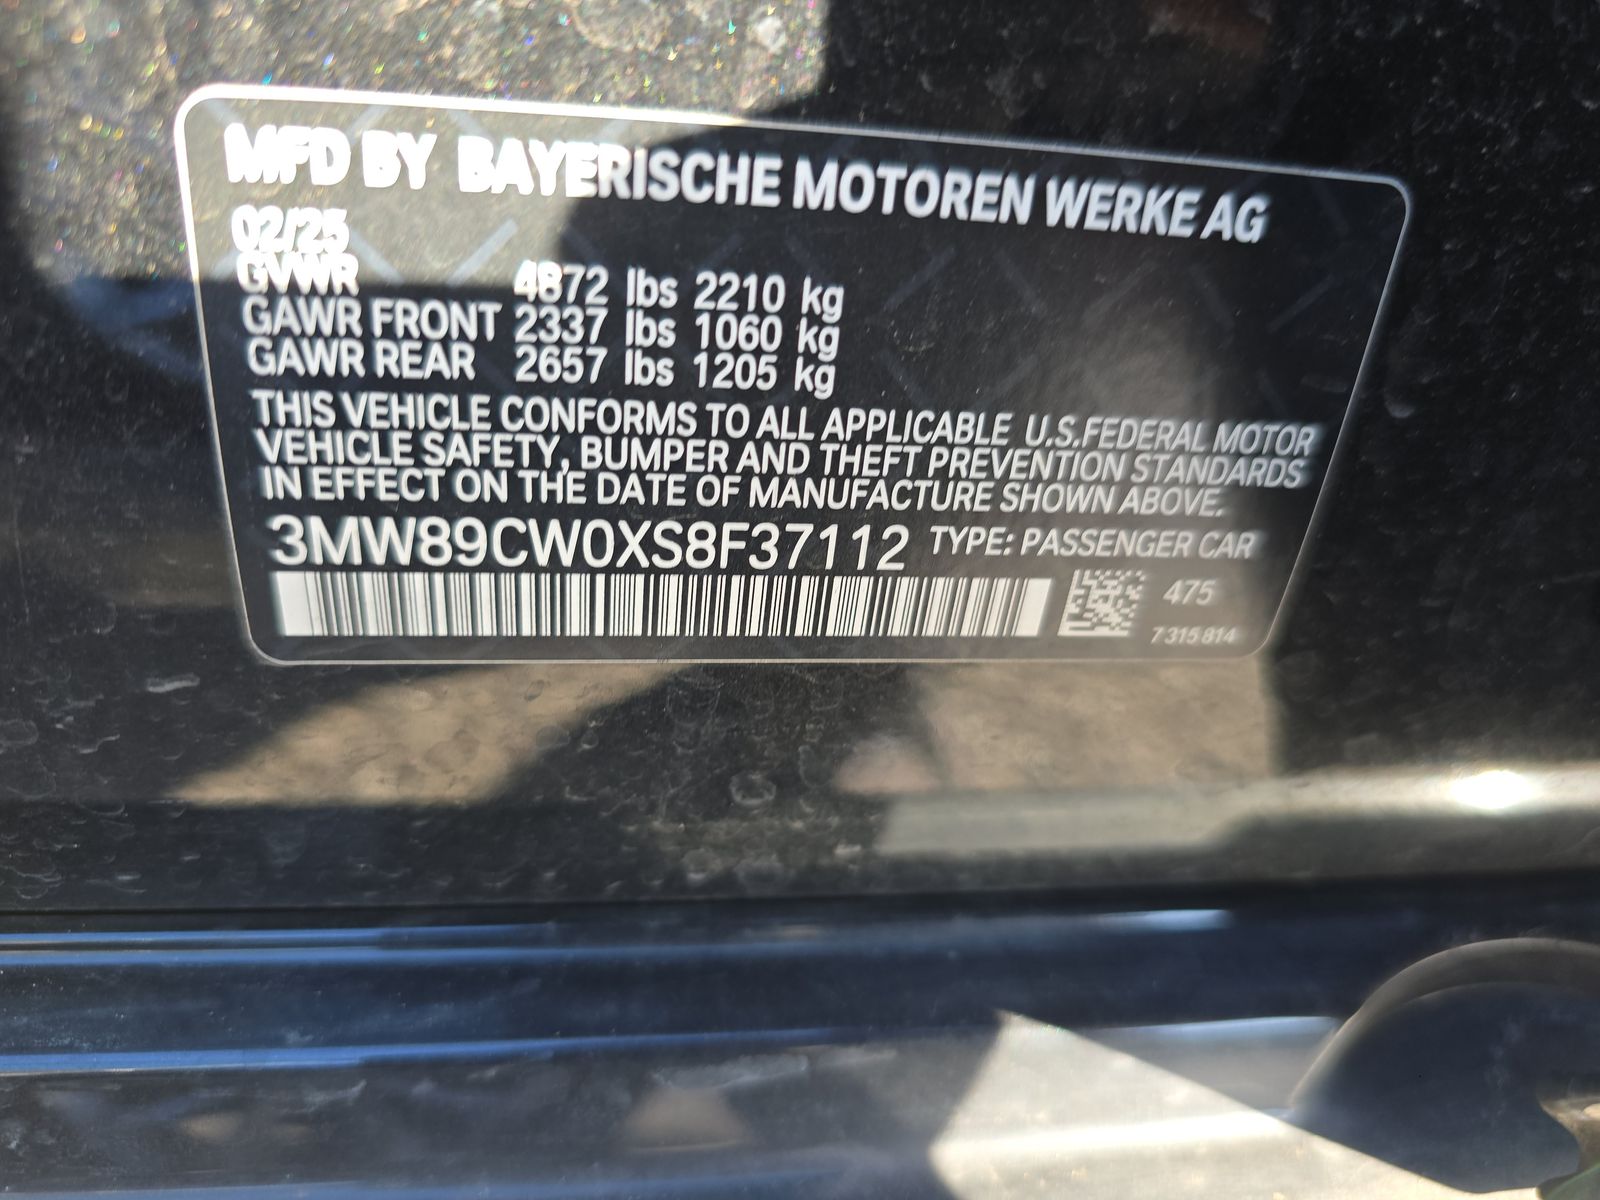 MFD BY BAYERISCHE MOTOREN WERKE AG
02/25
GVWR 4872 lbs 2210 kg
GAWR FRONT 2337 lbs 1060 kg
GAWR REAR 2657 lbs 1205 kg
THIS VEHICLE CONFORMS TO ALL APPLICABLE U.S.FEDERAL MOTOR
VEHICLE SAFETY, BUMPER AND THEFT PREVENTION STANDARDS
IN EFFECT ON THE DATE OF MANUFACTURE SHOWN ABOVE.
3MW89CW0XS8F37112 TYPE: PASSENGER CAR
475
7 315 814